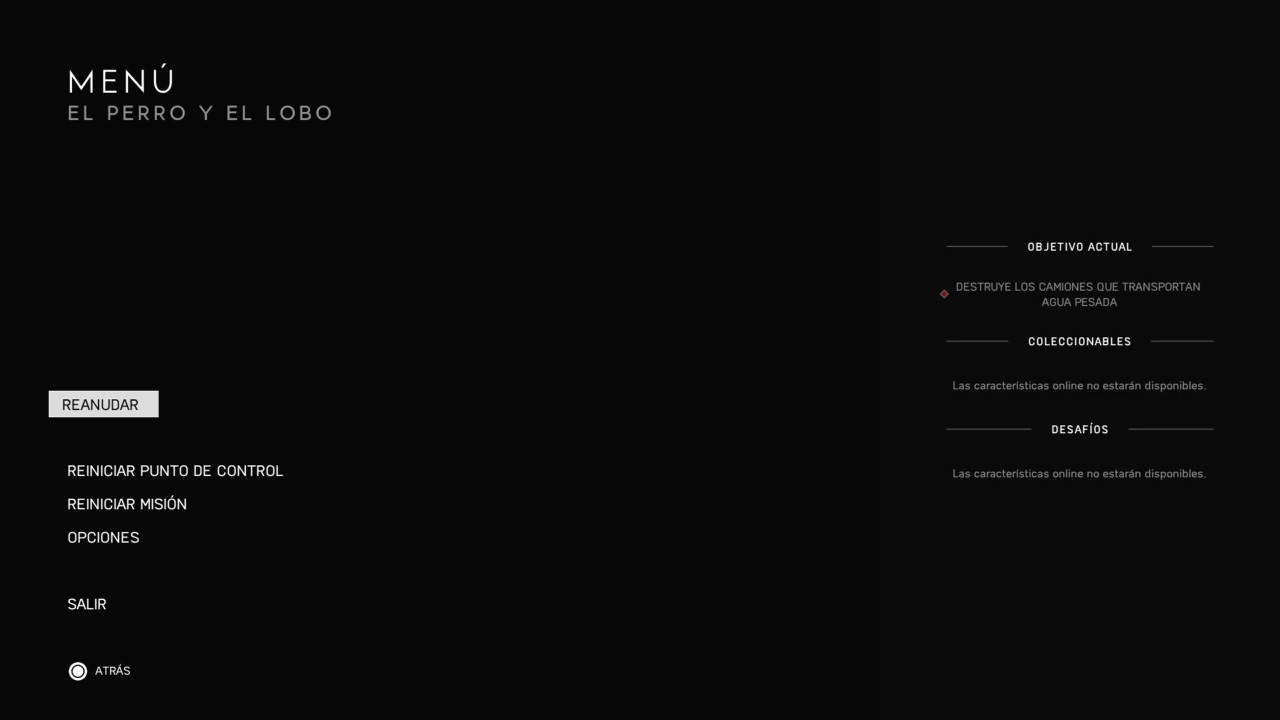 MENÚ
EL PERRO Y EL LOBO
REANUDAR
REINICIAR PUNTO DE CONTROL
REINICIAR MISIÓN
OPCIONES
SALIR
ATRÁS
OBJETIVO ACTUAL
DESTRUYE LOS CAMIONES QUE TRANSPORTAN
AGUA PESADA
COLECCIONABLES
Las características online no estarán disponibles.
DESAFÍOS
Las características online no estarán disponibles.